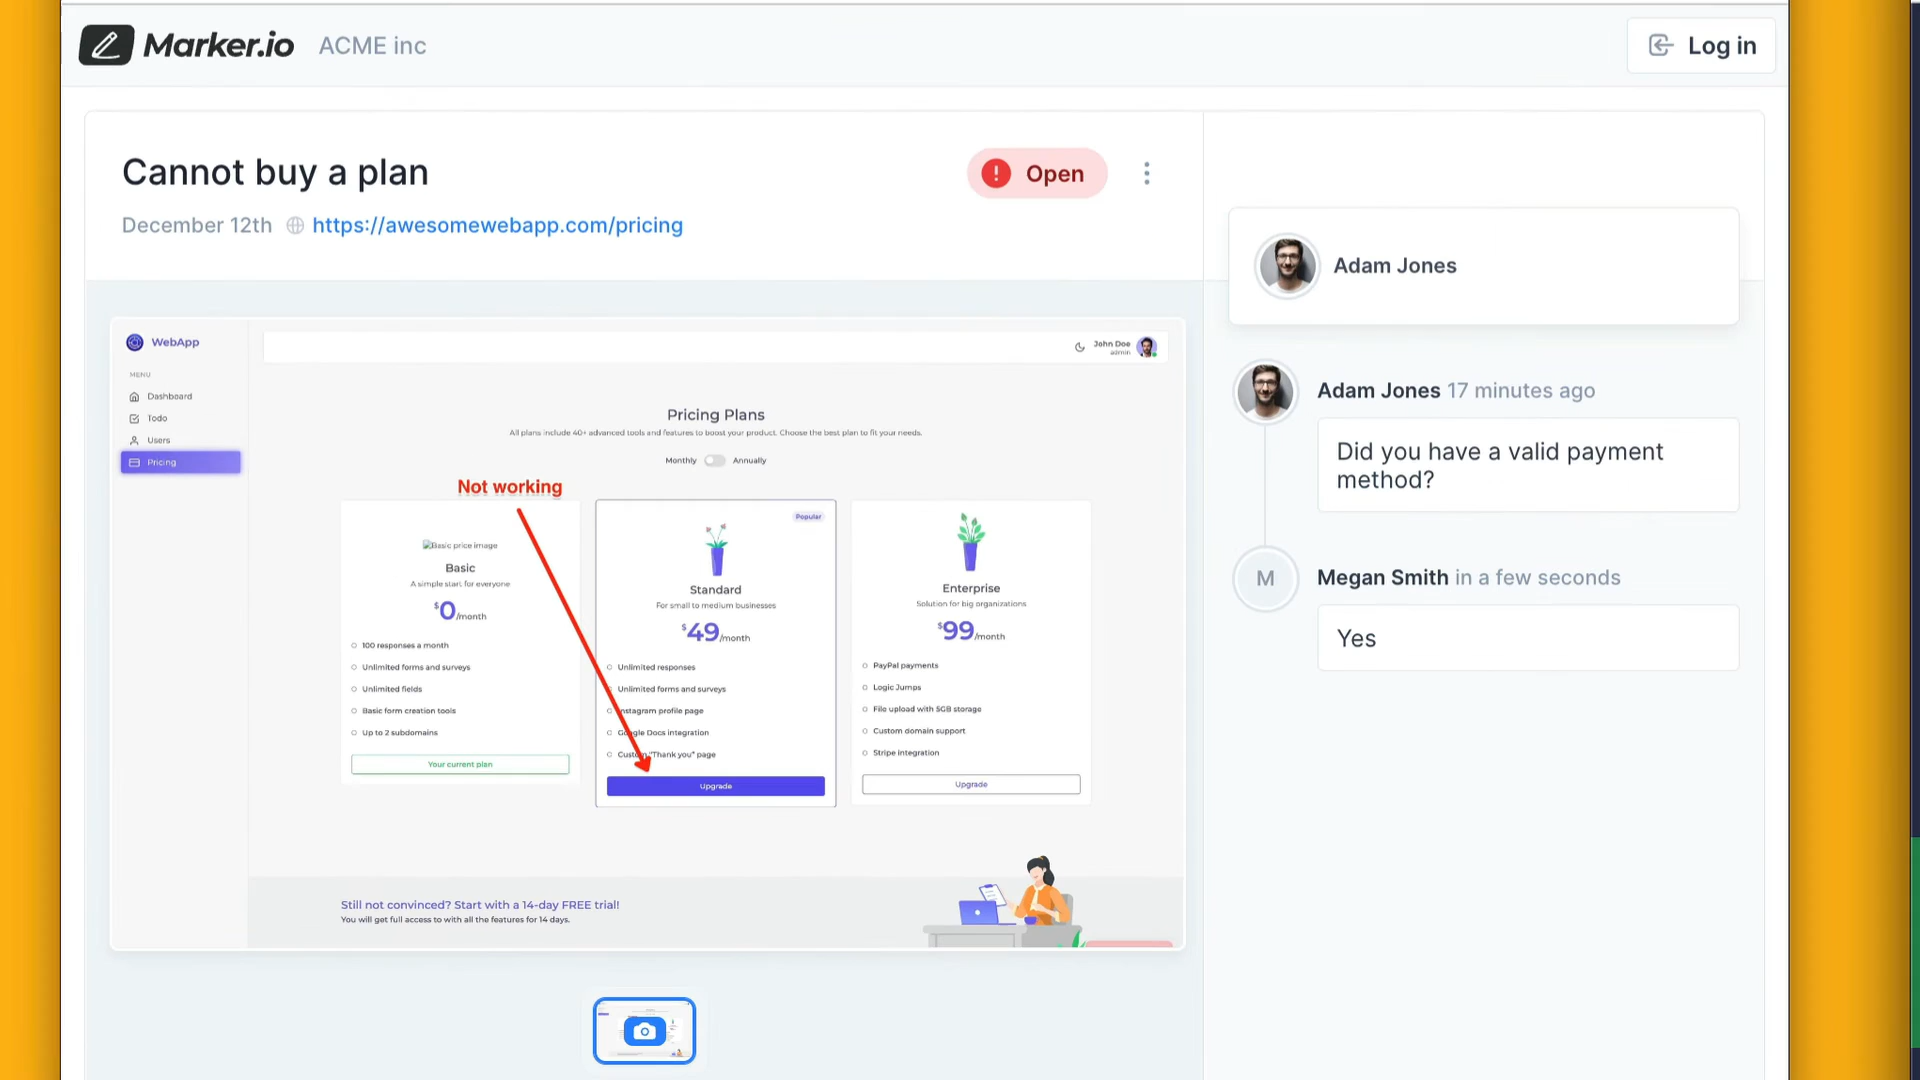 Marker.io ACME inc
Log in
Cannot buy a plan
Open
December 12th https://awesomewebapp.com/pricing
WebApp
MENU
Dashboard
Todo
Users
Pricing
John Doe
admin
Pricing Plans
All plans include 40+ advanced tools and features to boost your product. Choose the best plan to fit your needs.
Monthly Annually
Not working
Basic price image
Basic
A simple start for everyone
$0/month
100 responses a month
Unlimited forms and surveys
Unlimited fields
Basic form creation tools
Up to 2 subdomains
Your current plan
Popular
Standard
For small to medium businesses
$49/month
Unlimited responses
Unlimited forms and surveys
Instagram profile page
Google Docs integration
Custom "Thank you" page
Upgrade
Enterprise
Solution for big organizations
$99/month
PayPal payments
Logic Jumps
File upload with 5GB storage
Custom domain support
Stripe integration
Upgrade
Still not convinced? Start with a 14-day FREE trial!
You will get full access to with all the features for 14 days.
Adam Jones
Adam Jones 17 minutes ago
Did you have a valid payment
method?
M
Megan Smith in a few seconds
Yes